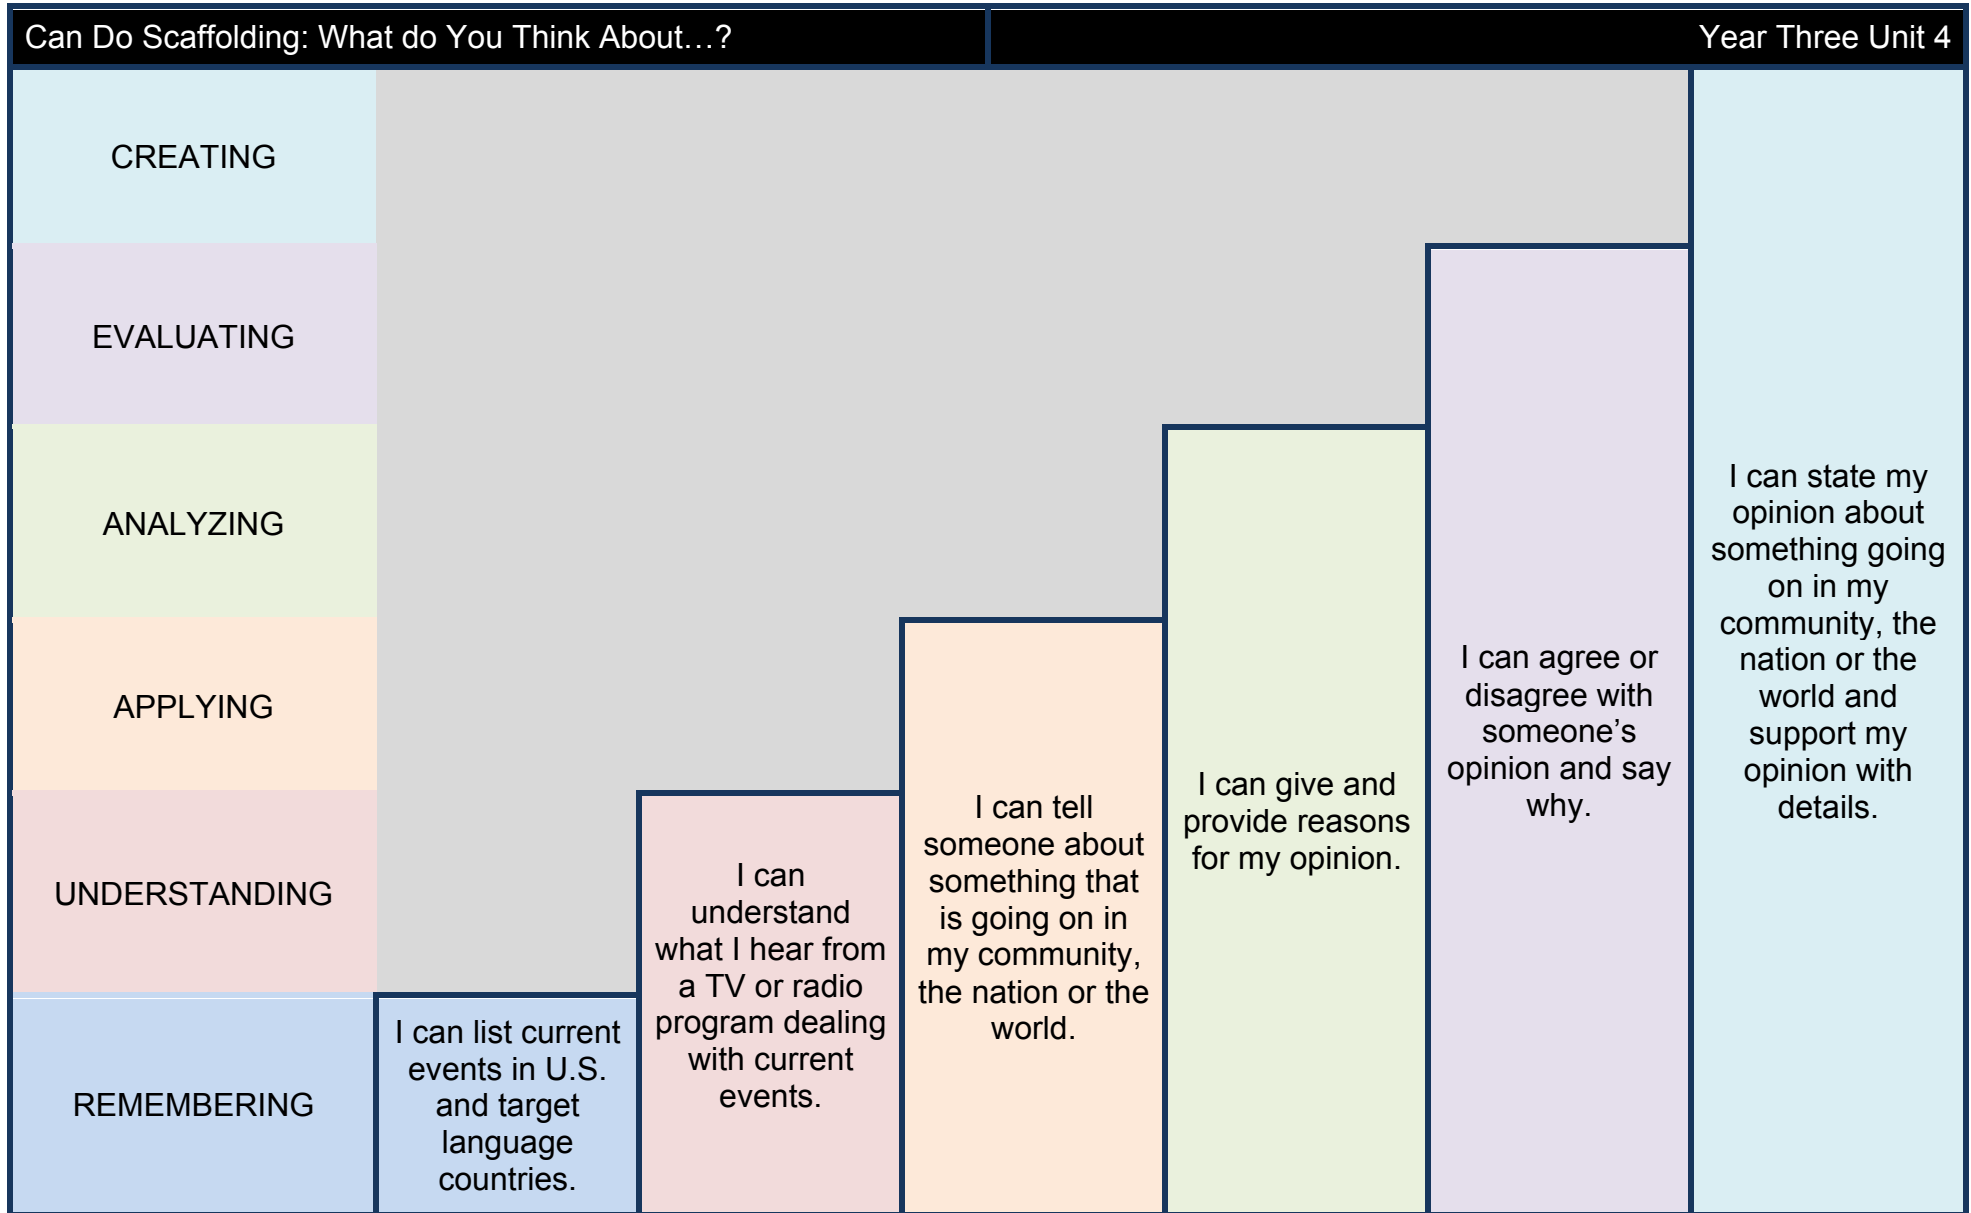 Can Do Scaffolding: What do You Think About…?
Year Three Unit 4
CREATING
EVALUATING
ANALYZING
APPLYING
UNDERSTANDING
REMEMBERING
I can list current
events in U.S.
and target
language
countries.
I can
understand
what I hear from
a TV or radio
program dealing
with current
events.
I can tell
someone about
something that
is going on in
my community,
the nation or the
world.
I can give and
provide reasons
for my opinion.
I can agree or
disagree with
someone’s
opinion and say
why.
I can state my
opinion about
something going
on in my
community, the
nation or the
world and
support my
opinion with
details.